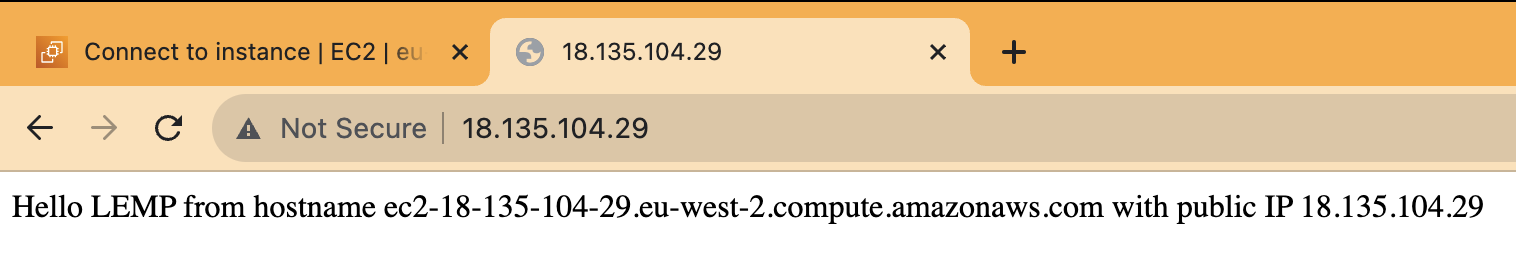 Connect to instance | EC2 | eu
18.135.104.29
Not Secure
18.135.104.29
Hello LEMP from hostname ec2-18-135-104-29.eu-west-2.compute.amazonaws.com with public IP 18.135.104.29